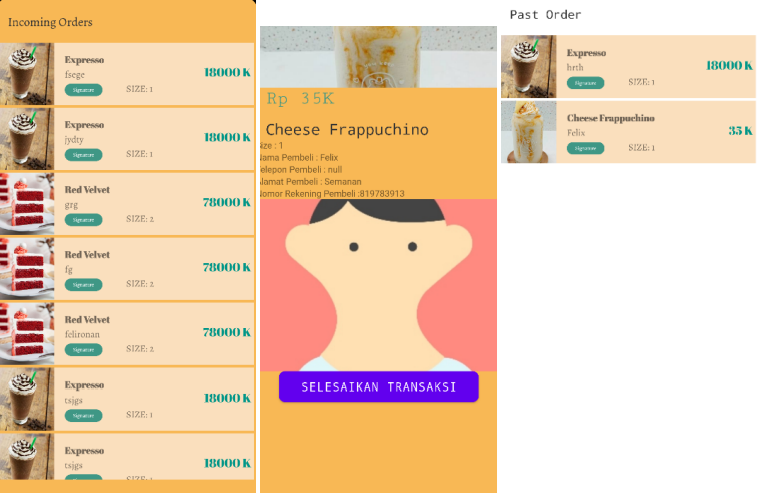 Incoming Orders
Expresso
fscgc
18000 K
Signature
SIZE: 1
Expresso
jydty
18000 K
Signature
SIZE: 1
Red Velvet
grg
78000 K
Signature
SIZE: 2
Red Velvet
fg
78000 K
Signature
SIZE: 2
Red Velvet
felironan
78000 K
Signature
SIZE: 2
Expresso
tsjgs
18000 K
Signature
SIZE: 1
Expresso
tsjgs
18000 K
Signature
SIZE: 1
Rp 35K
Cheese Frappuchino
Size : 1
Nama Pembeli : Felix
Telepon Pembeli : null
Alamat Pembeli : Semanan
Nomor Rekening Pembeli :819783913
SELESAIKAN TRANSAKSI
Past Order
Expresso
hrth
18000 K
Signature
SIZE: 1
Cheese Frappuchino
Felix
35 K
Signature
SIZE: 1